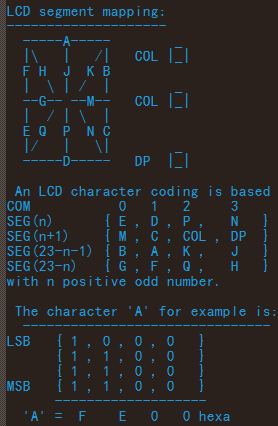 LCD segment mapping:
--------------------
  -----A-----        _
  |\   |   /|   COL |_|
  F H  J  K B
  |  \ | /  |        _
  --G-- --M--   COL |_|
  |  / | \  |
  E Q  P  N C
  |/   |   \|        _
  -----D-----   DP  |_|
An LCD character coding is based
COM              0   1   2     3
SEG(n)         { E , D , P ,   N   }
SEG(n+1)       { M , C , COL , DP  }
SEG(23-n-1)    { B , A , K ,   J   }
SEG(23-n)      { G , F , Q ,   H   }
with n positive odd number.
The character 'A' for example is:
-------------------------------
LSB   { 1 , 0 , 0 , 0   }
      { 1 , 1 , 0 , 0   }
      { 1 , 1 , 0 , 0   }
MSB   { 1 , 1 , 0 , 0   }
      -------------------
'A' =  F    E   0   0 hexa